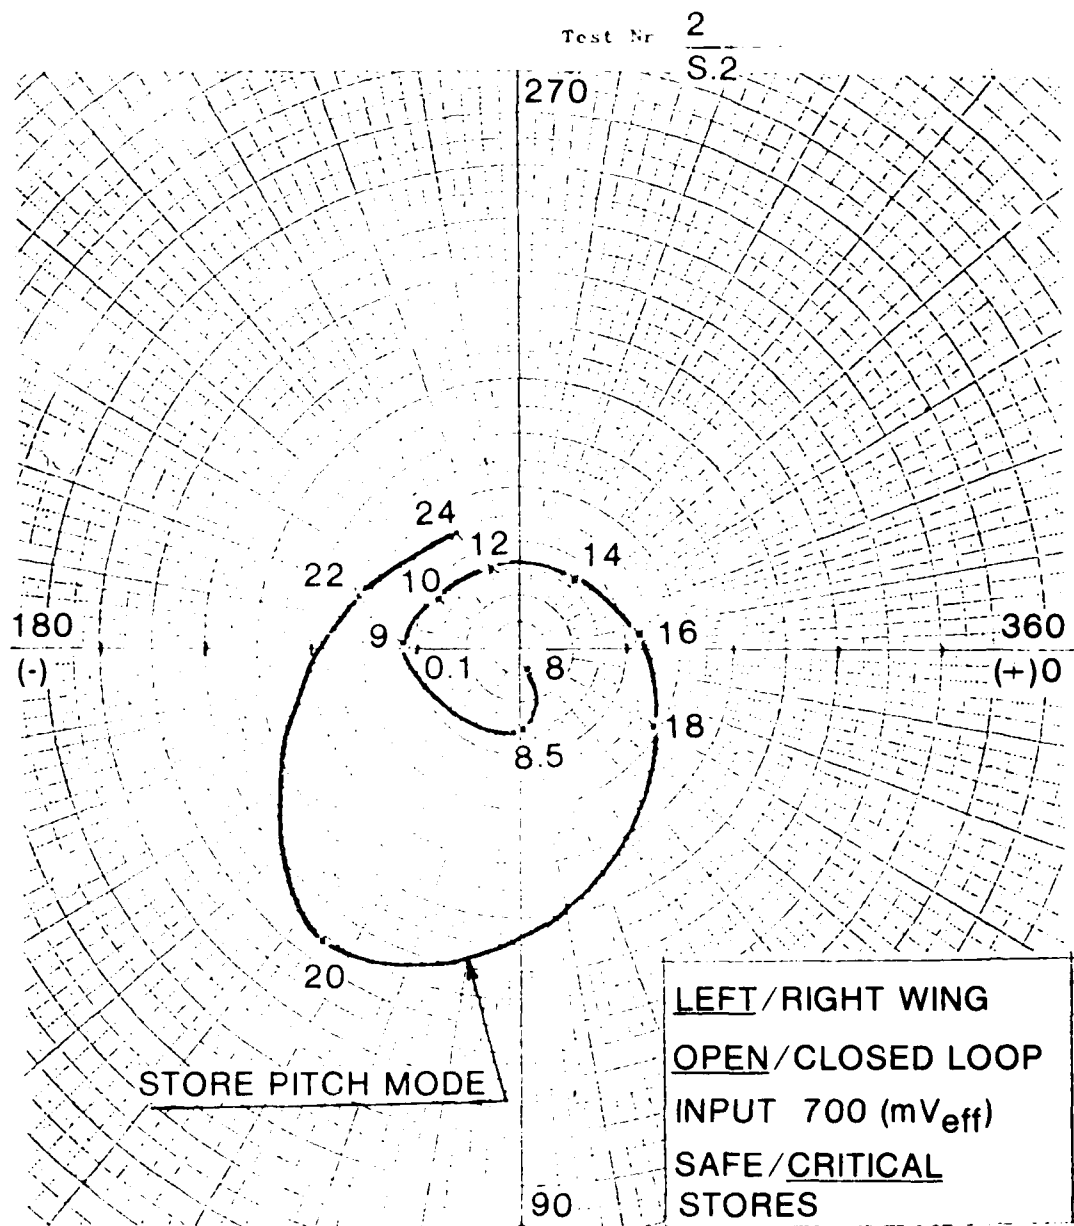 Test Nr 2
S.2
270
24
12
14
22
10
180
9
16
360
(-)
0.1
8
(+)0
18
8.5
20
LEFT/RIGHT WING
OPEN/CLOSED LOOP
STORE PITCH MODE
INPUT 700 (mVeff)
SAFE/CRITICAL
STORES
90